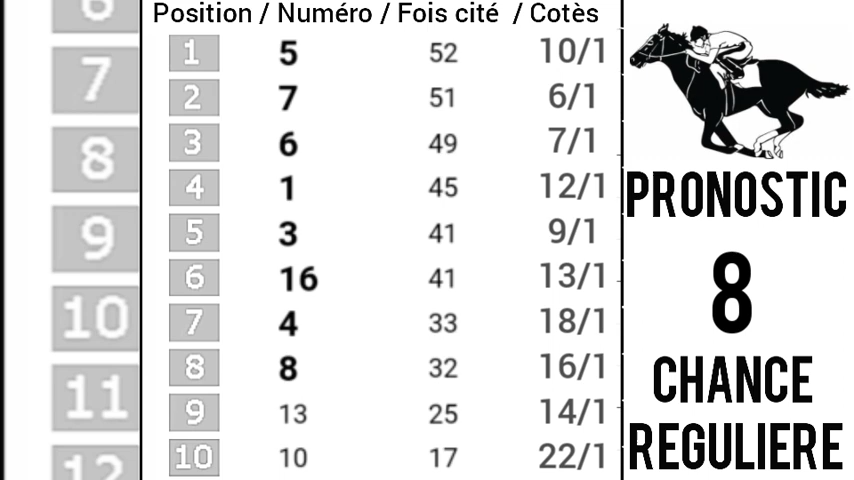 Position / Numéro / Fois cité / Cotès
1 5 52 10/1
2 7 51 6/1
3 6 49 7/1
4 1 45 12/1
5 3 41 9/1
6 16 41 13/1
7 4 33 18/1
8 8 32 16/1
9 13 25 14/1
10 10 17 22/1
6
7
8
9
10
11
12
PRONOSTIC
8
CHANCE
REGULIERE